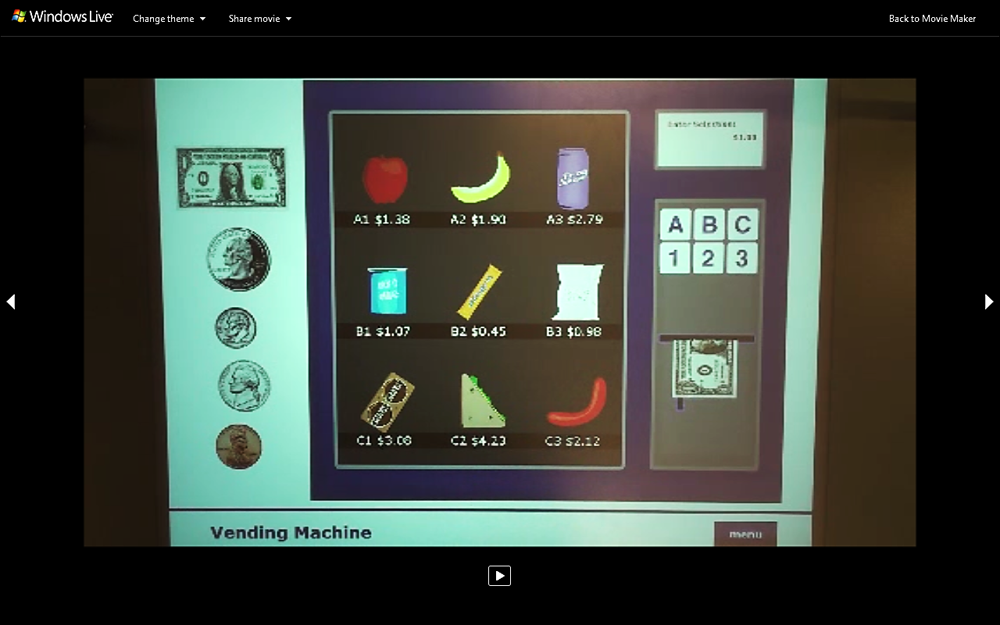 Windows Live
Change theme
Share movie
Back to Movie Maker
Enter Selection:
A1 $1.38
A2 $1.90
A3 $2.79
A B C
1 2 3
B1 $1.07
B2 $0.45
B3 $0.98
C1 $3.08
C2 $4.23
C3 $2.12
Vending Machine
menu